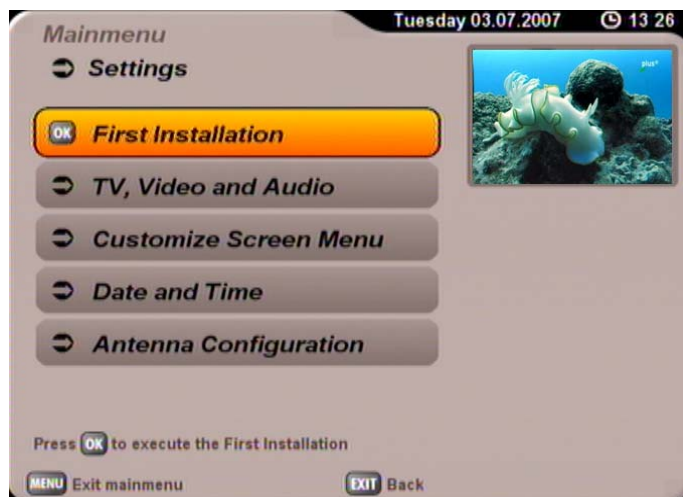 Tuesday 03.07.2007 13 26
Mainmenu
Settings
plus+
OK First Installation
TV, Video and Audio
Customize Screen Menu
Date and Time
Antenna Configuration
Press OK to execute the First Installation
MENU Exit mainmenu EXIT Back